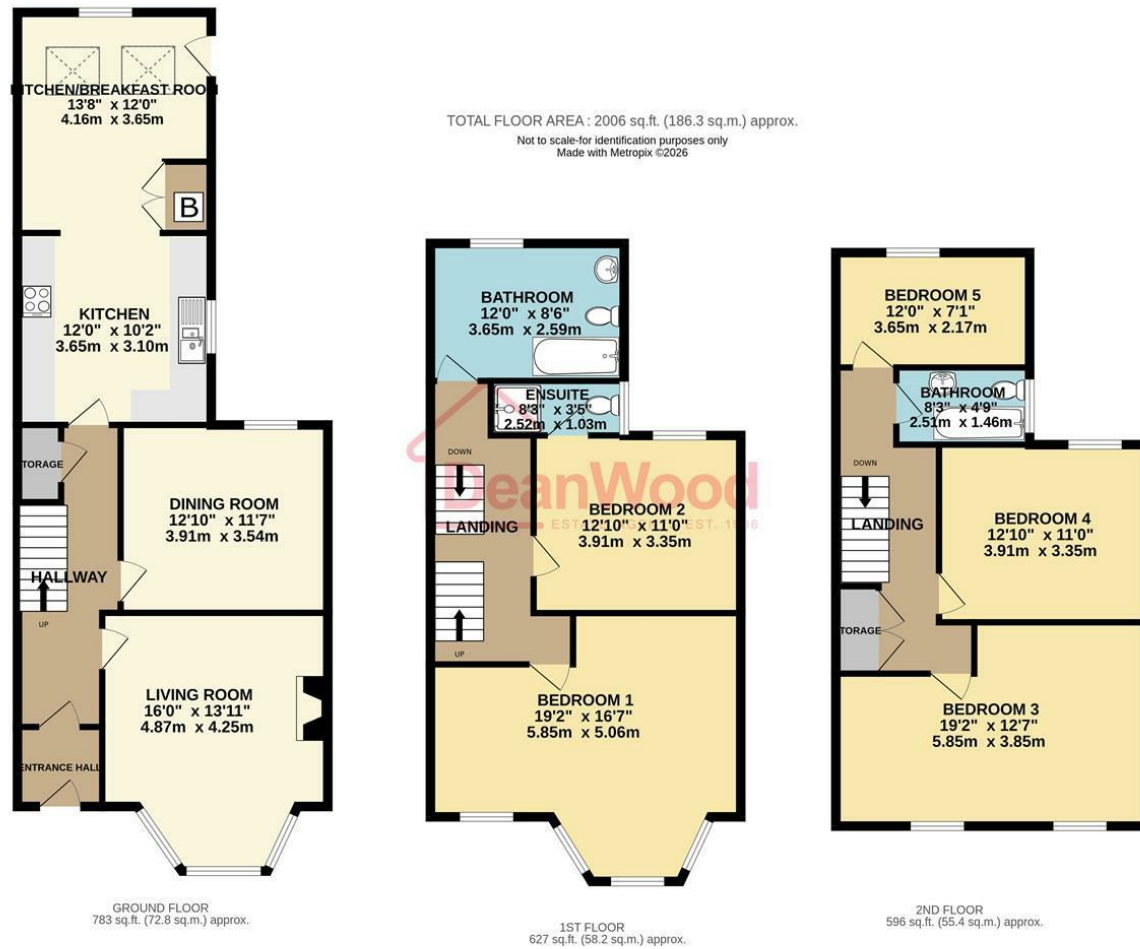 KITCHEN/BREAKFAST ROOM
13'8" x 12'0"
4.16m x 3.65m
B
KITCHEN
12'0" x 10'2"
3.65m x 3.10m
TORAGE
DINING ROOM
12'10" x 11'7"
3.91m x 3.54m
HALLWAY
UP
LIVING ROOM
16'0" x 13'11"
4.87m x 4.25m
ENTRANCE HALL
GROUND FLOOR
783 sq.ft. (72.8 sq.m.) approx.
TOTAL FLOOR AREA : 2006 sq.ft. (186.3 sq.m.) approx.
Not to scale-for identification purposes only
Made with Metropix ©2026
BATHROOM
12'0" x 8'6"
3.65m x 2.59m
ENSUITE
8'3" x 3'5"
2.52m x 1.03m
DOWN
DeanWood
LANDING
BEDROOM 2
12'10" x 11'0"
3.91m x 3.35m
UP
BEDROOM 1
19'2" x 16'7"
5.85m x 5.06m
1ST FLOOR
627 sq.ft. (58.2 sq.m.) approx.
BEDROOM 5
12'0" x 7'1"
3.65m x 2.17m
BATHROOM
8'3" x 4'9"
2.51m x 1.46m
DOWN
LANDING
BEDROOM 4
12'10" x 11'0"
3.91m x 3.35m
TORAGE
BEDROOM 3
19'2" x 12'7"
5.85m x 3.85m
2ND FLOOR
596 sq.ft. (55.4 sq.m.) approx.